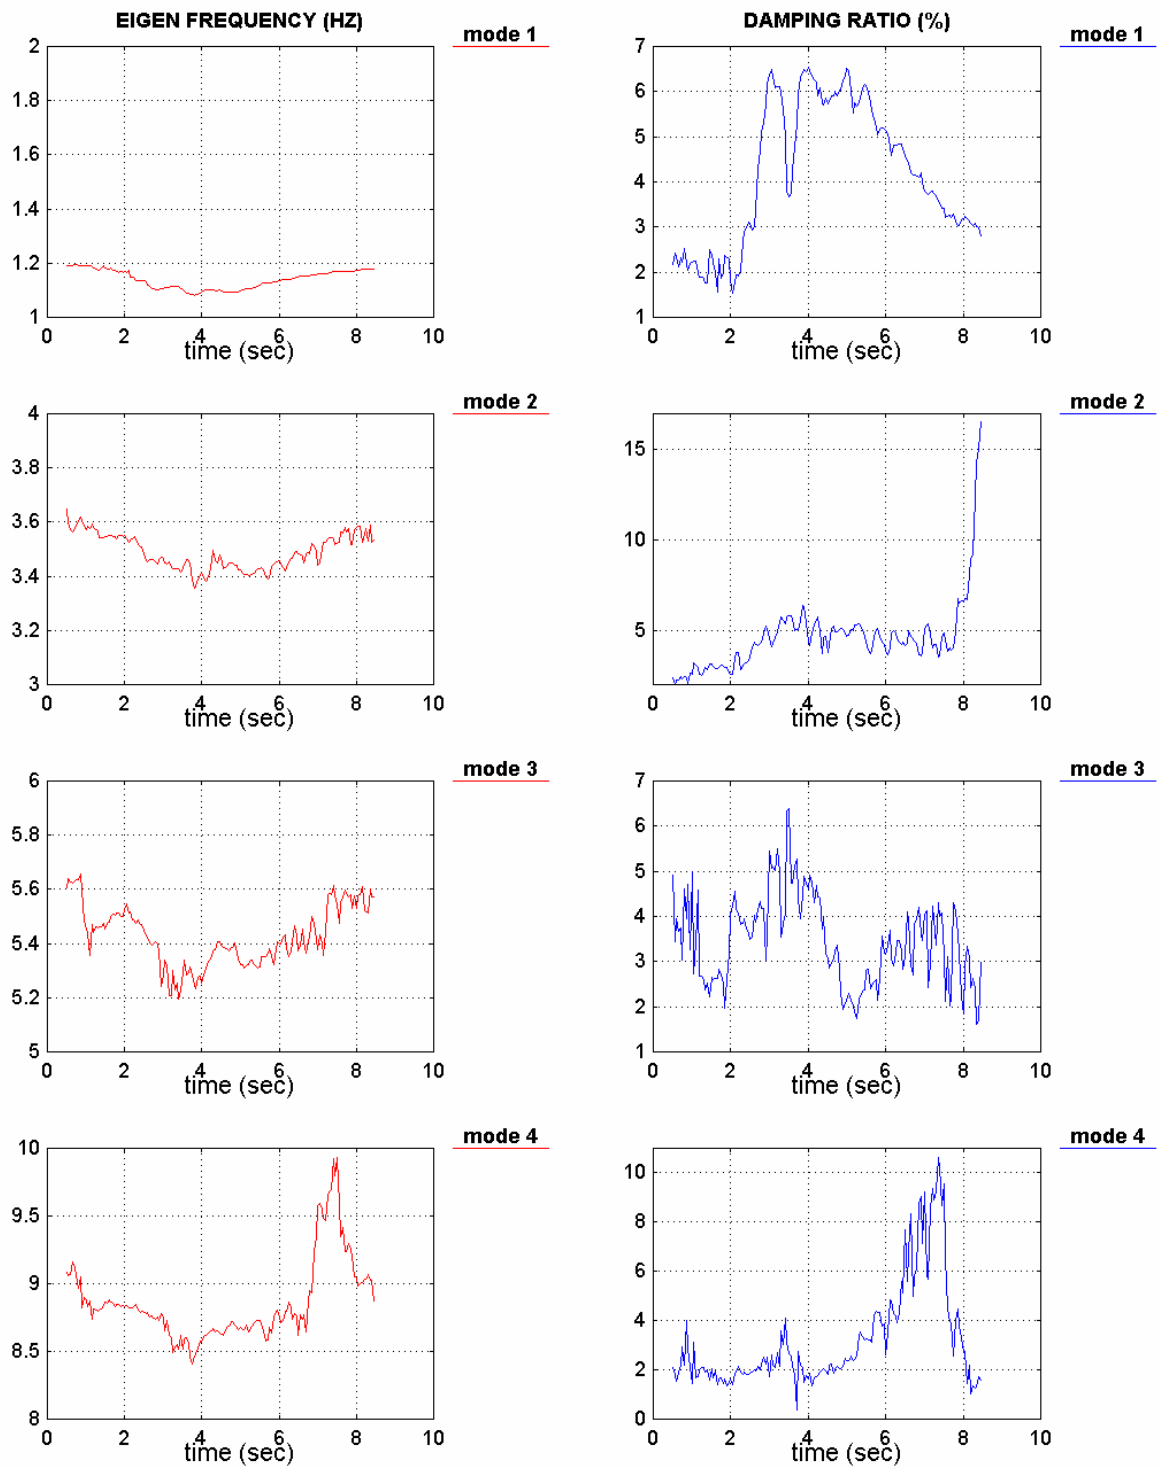 EIGEN FREQUENCY (HZ)
DAMPING RATIO (%)
mode 1
2
1.8
1.6
1.4
1.2
1
0 2 4 6 8 10
time (sec)
mode 1
7
6
5
4
3
2
1
0 2 4 6 8 10
time (sec)
mode 2
4
3.8
3.6
3.4
3.2
3
0 2 4 6 8 10
time (sec)
mode 2
15
10
5
0 2 4 6 8 10
time (sec)
mode 3
6
5.8
5.6
5.4
5.2
5
0 2 4 6 8 10
time (sec)
mode 3
7
6
5
4
3
2
1
0 2 4 6 8 10
time (sec)
mode 4
10
9.5
9
8.5
8
0 2 4 6 8 10
time (sec)
mode 4
10
8
6
4
2
0
0 2 4 6 8 10
time (sec)